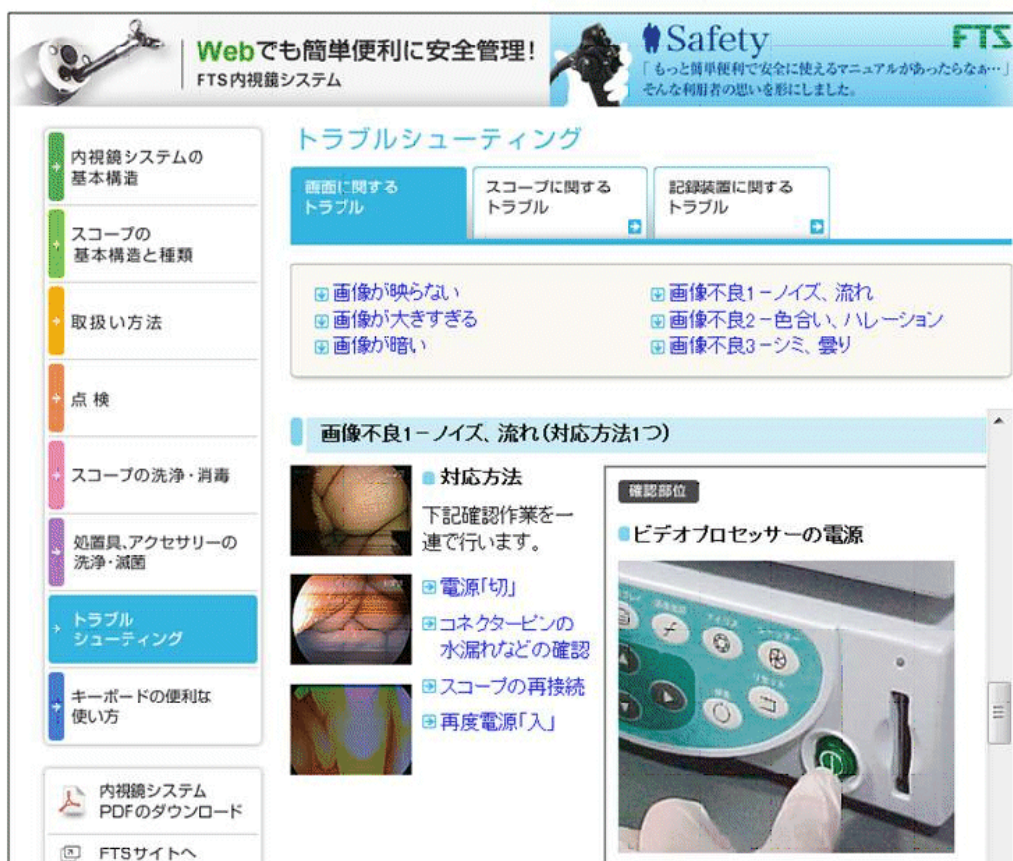 Webでも簡単便利に安全管理!
FTS内視鏡システム
Safety
FTS
「もっと簡単便利で安全に使えるマニュアルがあったらなぁ…」
そんな利用者の思いを形にしました。
内視鏡システムの
基本構造
スコープの
基本構造と種類
取扱い方法
点検
スコープの洗浄・消毒
処置具、アクセサリーの
洗浄・滅菌
トラブル
シューティング
キーボードの便利な
使い方
内視鏡システム
PDFのダウンロード
FTSサイトへ
トラブルシューティング
画面に関する
トラブル
スコープに関する
トラブル
記録装置に関する
トラブル
画像が映らない
画像が大きすぎる
画像が暗い
画像不良1－ノイズ、流れ
画像不良2－色合い、ハレーション
画像不良3－シミ、曇り
画像不良1－ノイズ、流れ(対応方法1つ)
対応方法
下記確認作業を一
連で行います。
電源「切」
コネクターピンの
水漏れなどの確認
スコープの再接続
再度電源「入」
確認部位
ビデオプロセッサーの電源
アイリス
リセット